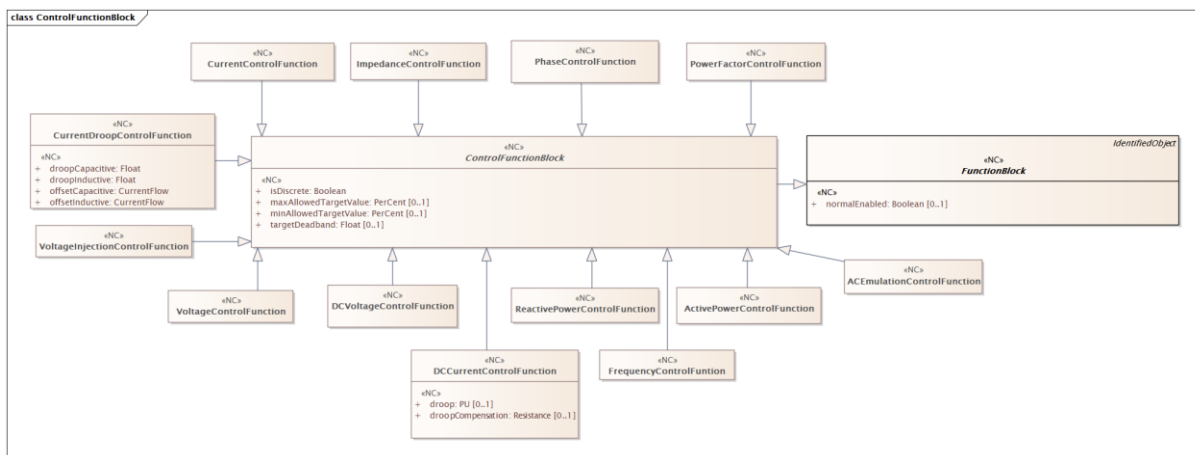 class ControlFunctionBlock
«NC»
CurrentControlFunction
«NC»
ImpedanceControlFunction
«NC»
PhaseControlFunction
«NC»
PowerFactorControlFunction
«NC»
CurrentDroopControlFunction
«NC»
+ droopCapacitive: Float
+ droopInductive: Float
+ offsetCapacitive: CurrentFlow
+ offsetInductive: CurrentFlow
«NC»
ControlFunctionBlock
«NC»
+ isDiscrete: Boolean
+ maxAllowedTargetValue: PerCent [0..1]
+ minAllowedTargetValue: PerCent [0..1]
+ targetDeadband: Float [0..1]
IdentifiedObject
«NC»
FunctionBlock
«NC»
+ normalEnabled: Boolean [0..1]
«NC»
VoltageInjectionControlFunction
«NC»
VoltageControlFunction
«NC»
DCVoltageControlFunction
«NC»
ReactivePowerControlFunction
«NC»
ActivePowerControlFunction
«NC»
ACEmulationControlFunction
«NC»
DCCurrentControlFunction
«NC»
+ droop: PU [0..1]
+ droopCompensation: Resistance [0..1]
«NC»
FrequencyControlFuntion